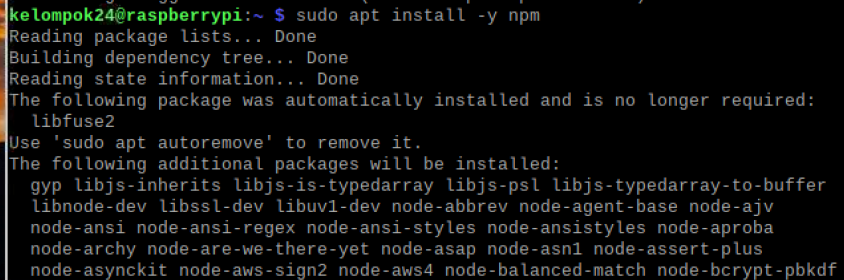 kelompok24@raspberrypi:~ $ sudo apt install -y npm
Reading package lists... Done
Building dependency tree... Done
Reading state information... Done
The following package was automatically installed and is no longer required:
  libfuse2
Use 'sudo apt autoremove' to remove it.
The following additional packages will be installed:
  gyp libjs-inherits libjs-is-typedarray libjs-psl libjs-typedarray-to-buffer
  libnode-dev libssl-dev libuv1-dev node-abbrev node-agent-base node-ajv
  node-ansi node-ansi-regex node-ansi-styles node-ansistyles node-aproba
  node-archy node-are-we-there-yet node-asap node-asn1 node-assert-plus
  node-asynckit node-aws-sign2 node-aws4 node-balanced-match node-bcrypt-pbkdf